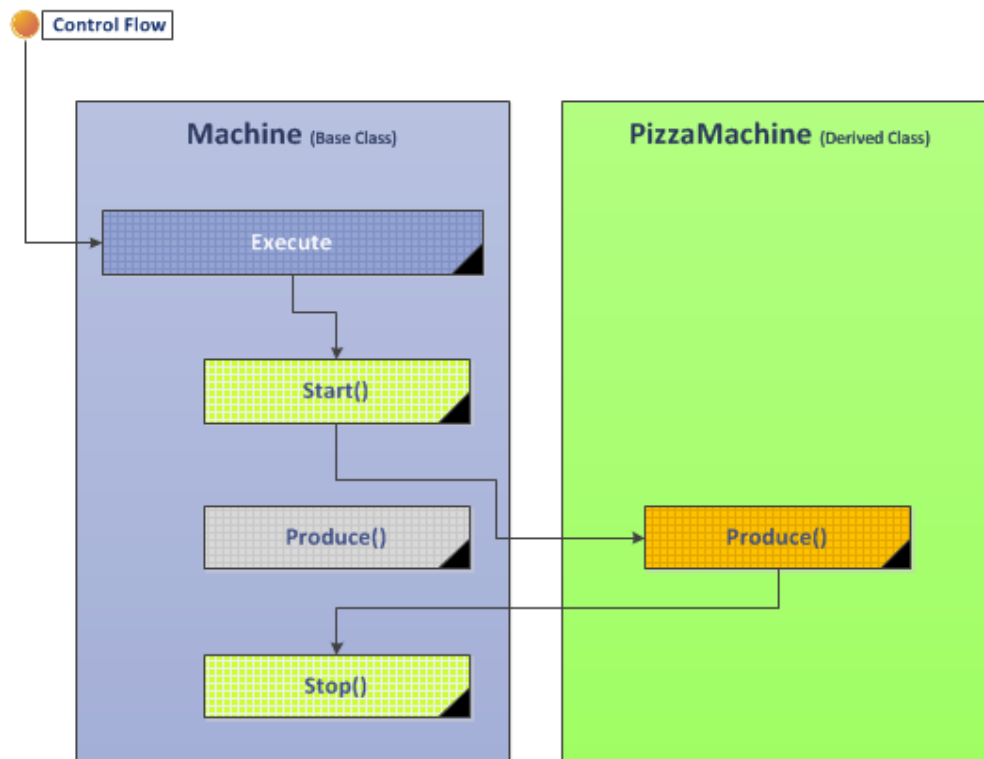 Control Flow
Machine (Base Class)
PizzaMachine (Derived Class)
Execute
Start()
Produce()
Produce()
Stop()